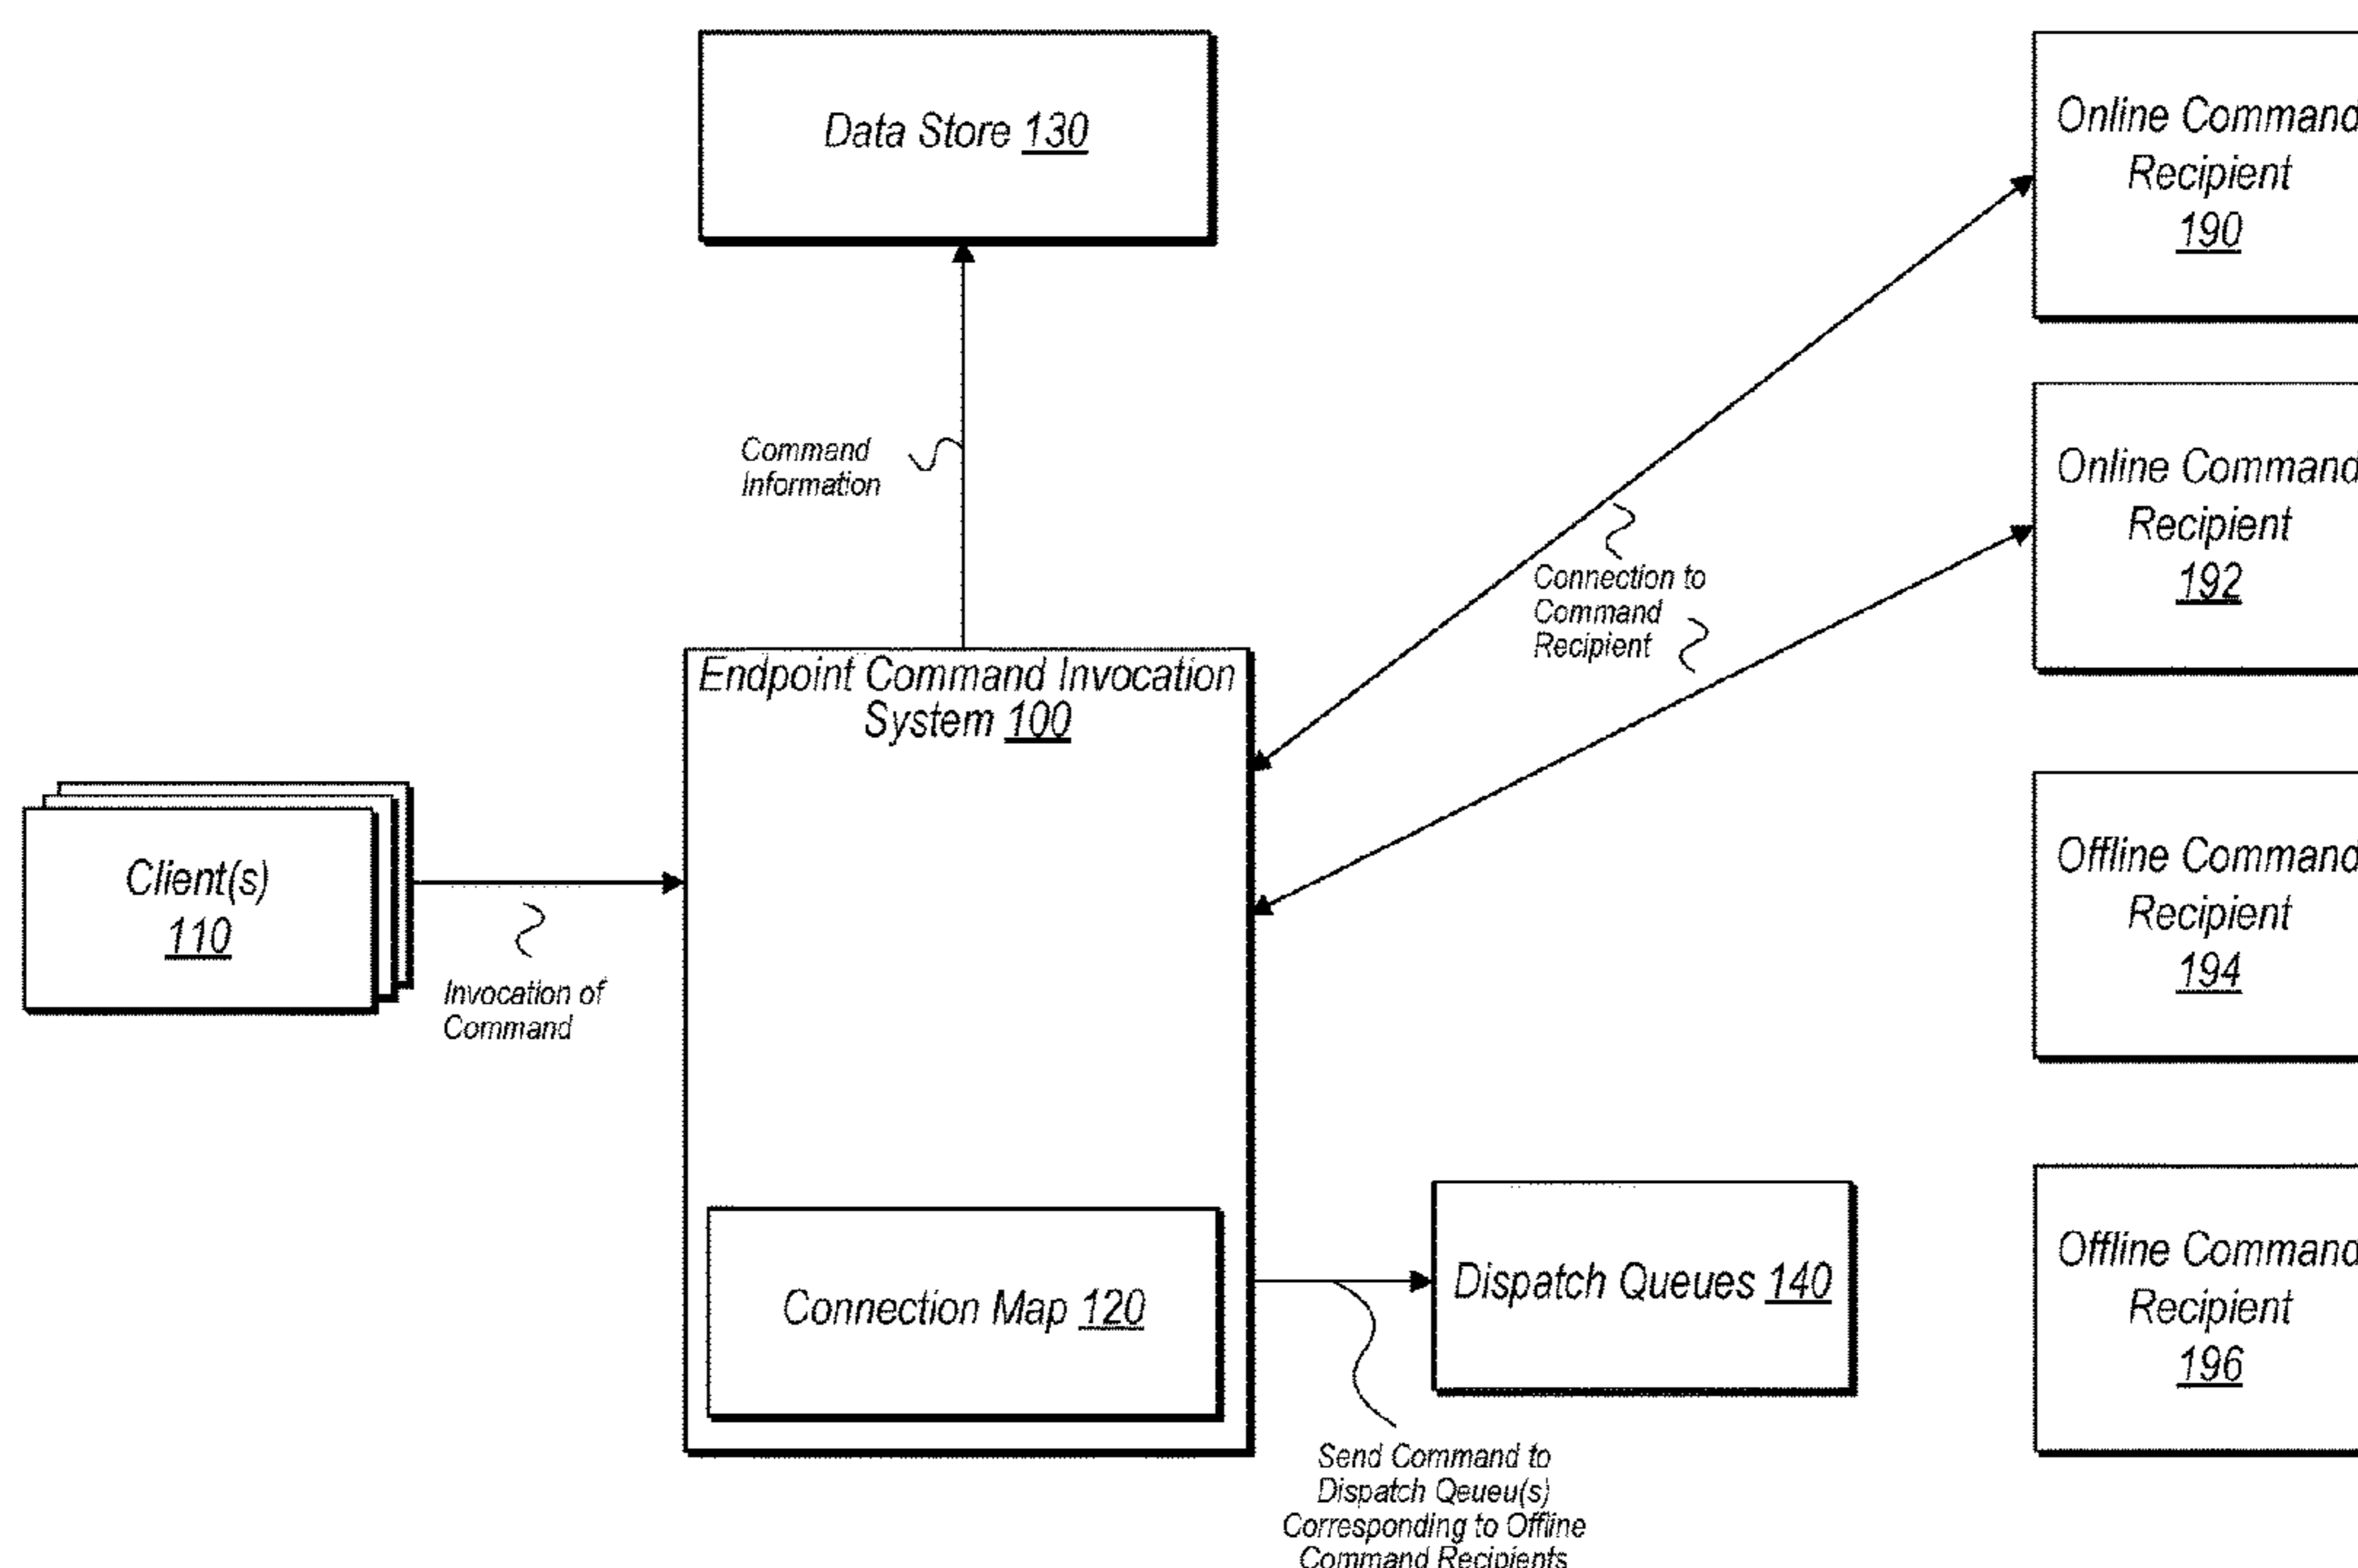 Data Store 130
Online Command
Recipient
190
Command
Information
Online Command
Recipient
192
Connection to
Command
Recipient
Endpoint Command Invocation
System 100
Client(s)
110
Invocation of
Command
Offline Command
Recipient
194
Connection Map 120
Dispatch Queues 140
Offline Command
Recipient
196
Send Command to
Dispatch Qeueu(s)
Corresponding to Offline
Command Recipients